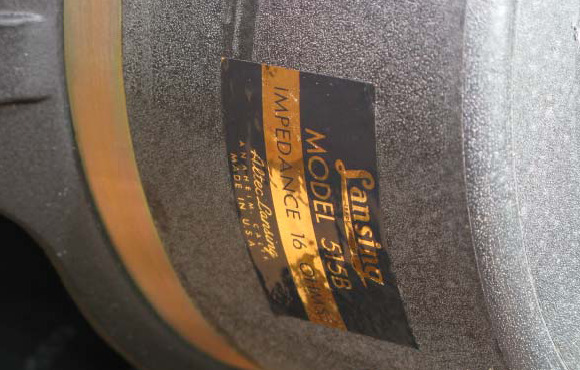 Lansing
MODEL 515B
IMPEDANCE 16 OHMS
Altec Lansing
ANAHEIM, CALIF.
MADE IN U.S.A.